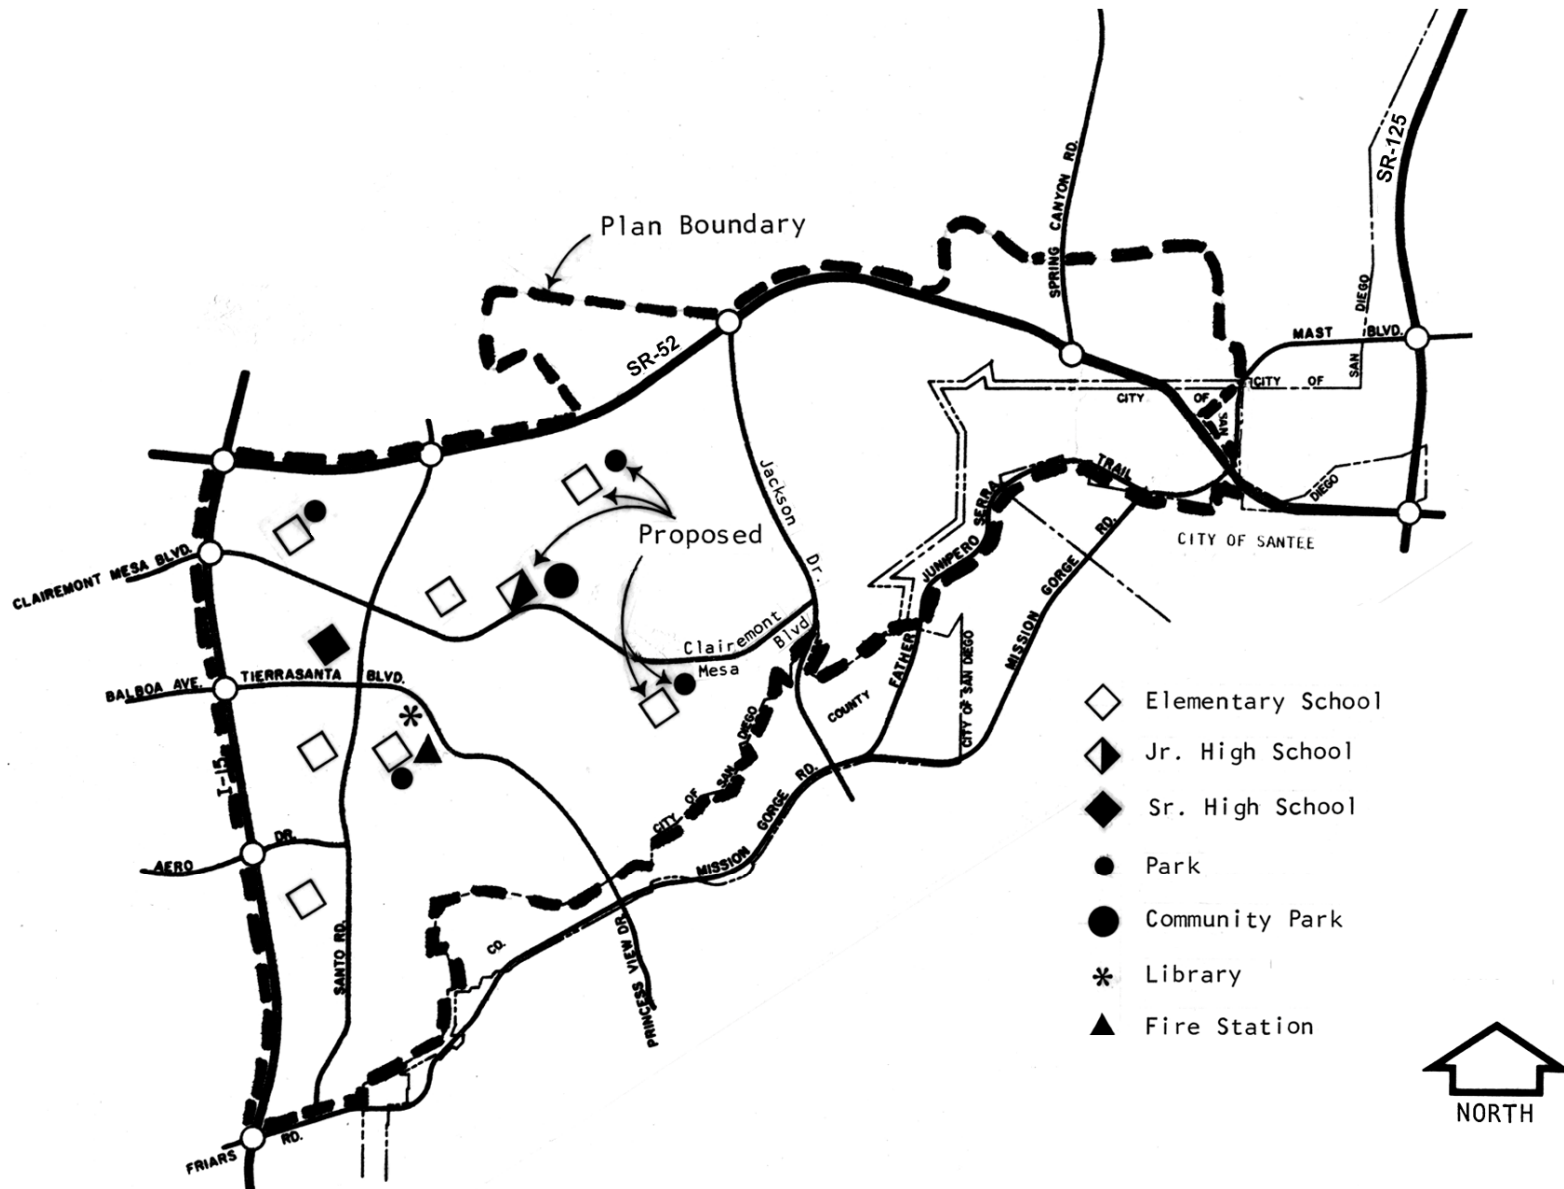 SR-125
SPRING CANYON RD.
Plan Boundary
SAN DIEGO
MAST BLVD.
SR-52
CITY OF
CITY OF SAN
DIEGO
Jackson Dr.
TRAIL
FATHER JUNIPERO SERRA
CITY OF SANTEE
Proposed
CLAIREMONT MESA BLVD.
MISSION GORGE RD.
Clairemont
Mesa
Blvd
BALBOA AVE.
TIERRASANTA BLVD.
COUNTY
CITY OF SAN DIEGO
CITY OF SAN DIEGO
I-15
AERO DR.
MISSION GORGE RD.
SANTO RD.
CO.
PRINCESS VIEW DR.
FRIARS RD.
Elementary School
Jr. High School
Sr. High School
Park
Community Park
Library
Fire Station
NORTH